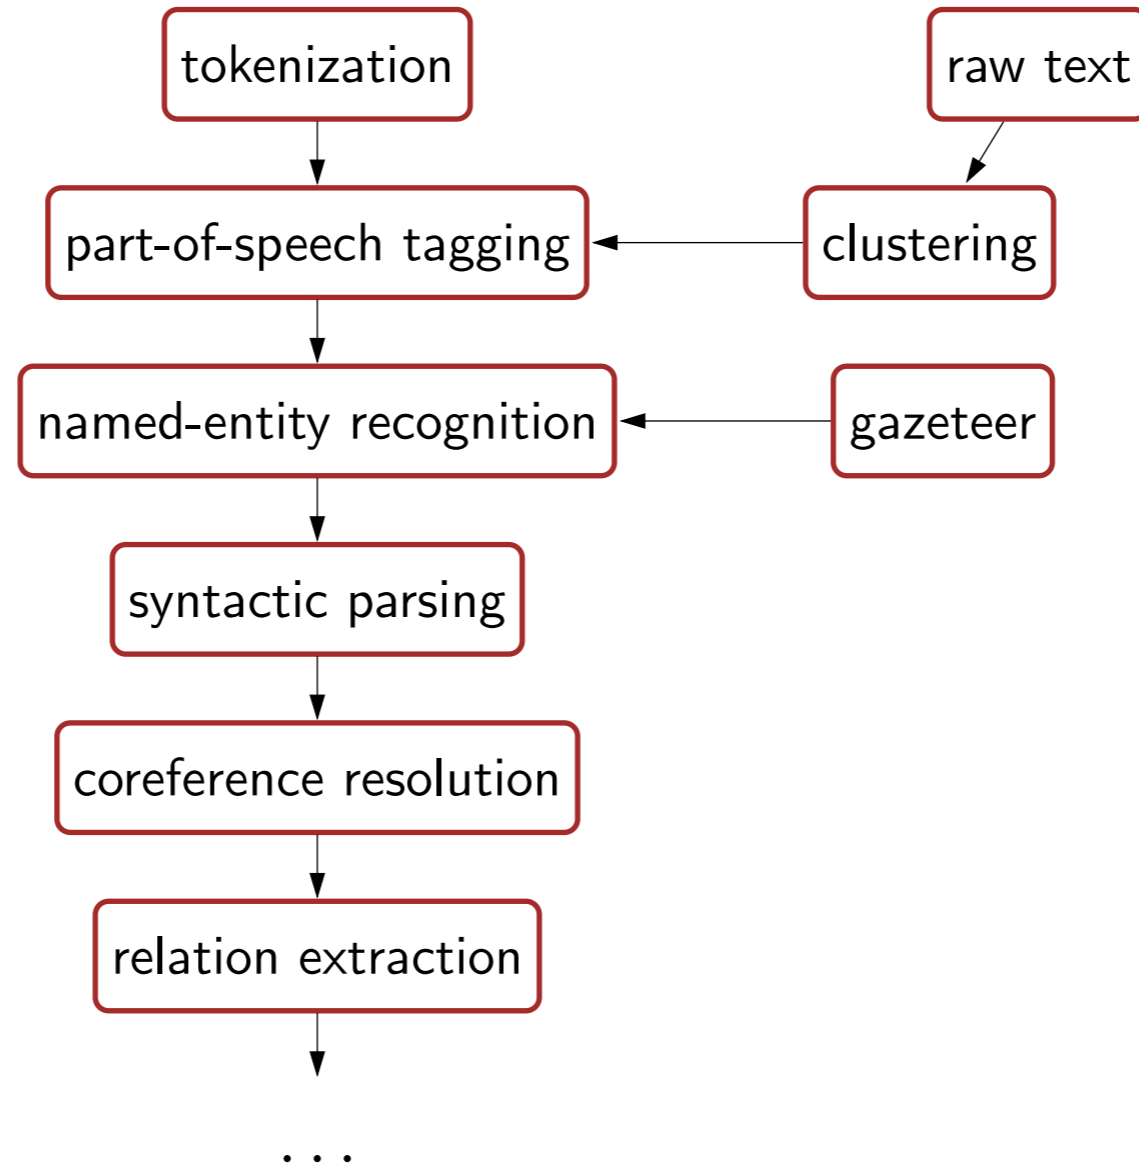 tokenization
raw text
part-of-speech tagging
clustering
named-entity recognition
gazeteer
syntactic parsing
coreference resolution
relation extraction
. . .